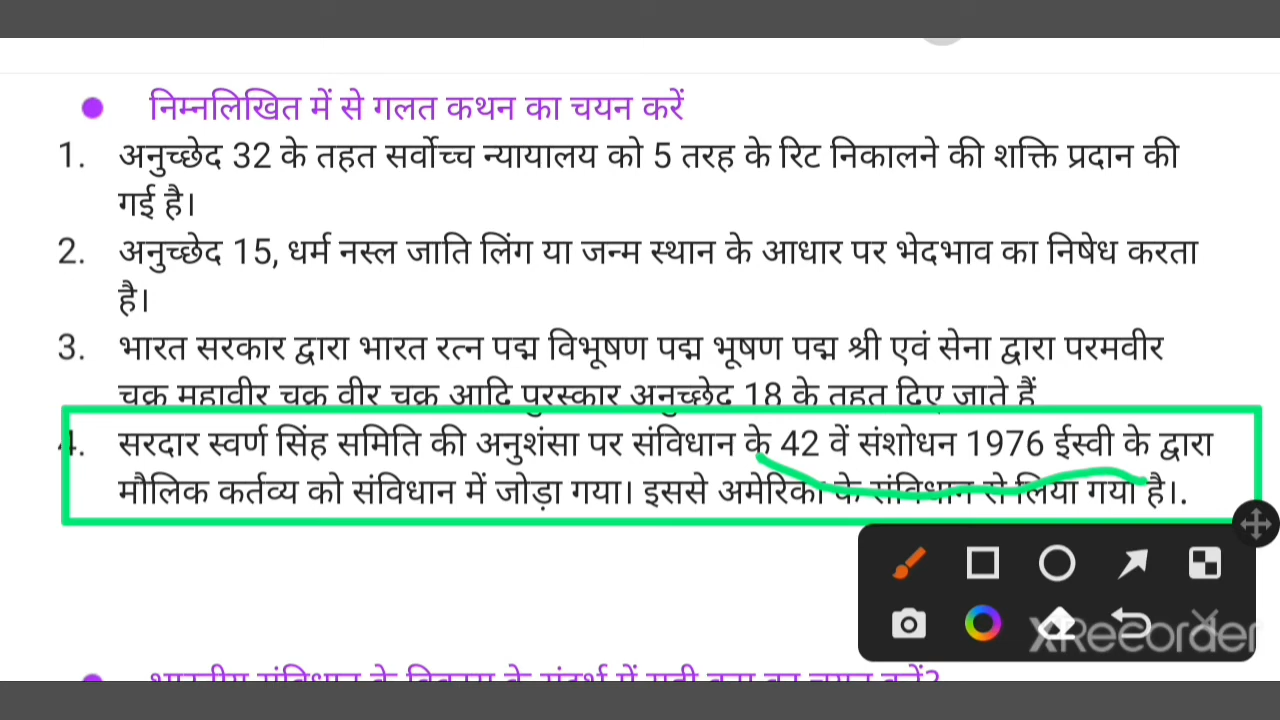 निम्नलिखित में से गलत कथन का चयन करें
1. अनुच्छेद 32 के तहत सर्वोच्च न्यायालय को 5 तरह के रिट निकालने की शक्ति प्रदान की
गई है।
2. अनुच्छेद 15, धर्म नस्ल जाति लिंग या जन्म स्थान के आधार पर भेदभाव का निषेध करता
है।
3. भारत सरकार द्वारा भारत रत्न पद्म विभूषण पद्म भूषण पद्म श्री एवं सेना द्वारा परमवीर
चक्र महावीर चक्र वीर चक्र आदि पुरस्कार अनुच्छेद 18 के तहत दिए जाते हैं
4. सरदार स्वर्ण सिंह समिति की अनुशंसा पर संविधान के 42 वें संशोधन 1976 ईस्वी के द्वारा
मौलिक कर्तव्य को संविधान में जोड़ा गया। इससे अमेरिका के संविधान से लिया गया है।.
XRecorder
भारतीय संविधान के विकास के संदर्भ में सही